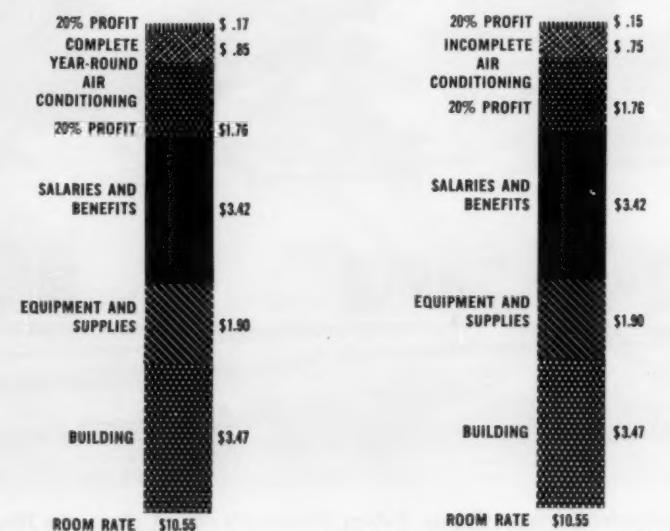 20% PROFIT $ .17
COMPLETE $ .85
YEAR-ROUND
AIR
CONDITIONING
20% PROFIT $1.76
SALARIES AND
BENEFITS $3.42
EQUIPMENT AND
SUPPLIES $1.90
BUILDING $3.47
ROOM RATE $10.55
20% PROFIT $ .15
INCOMPLETE $ .75
AIR
CONDITIONING
20% PROFIT $1.76
SALARIES AND
BENEFITS $3.42
EQUIPMENT AND
SUPPLIES $1.90
BUILDING $3.47
ROOM RATE $10.55